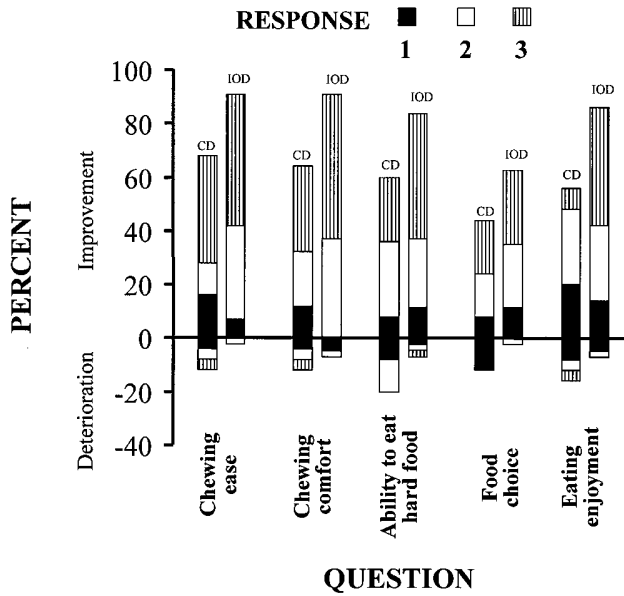 RESPONSE
1 2 3
PERCENT
Improvement
Deterioration
100
80
60
40
20
0
-20
-40
CD
IOD
CD
IOD
CD
IOD
CD
IOD
CD
IOD
Chewing
ease
Chewing
comfort
Ability to eat
hard food
Food
choice
Eating
enjoyment
QUESTION